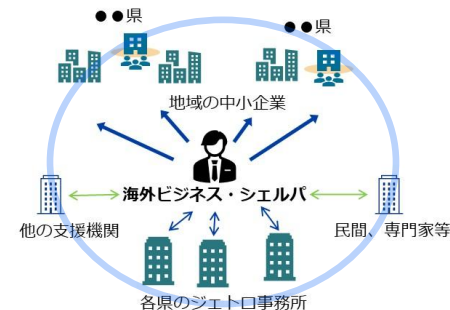 ●●県
●●県
地域の中小企業
海外ビジネス・シェルパ
他の支援機関
民間、専門家等
各県のジェトロ事務所